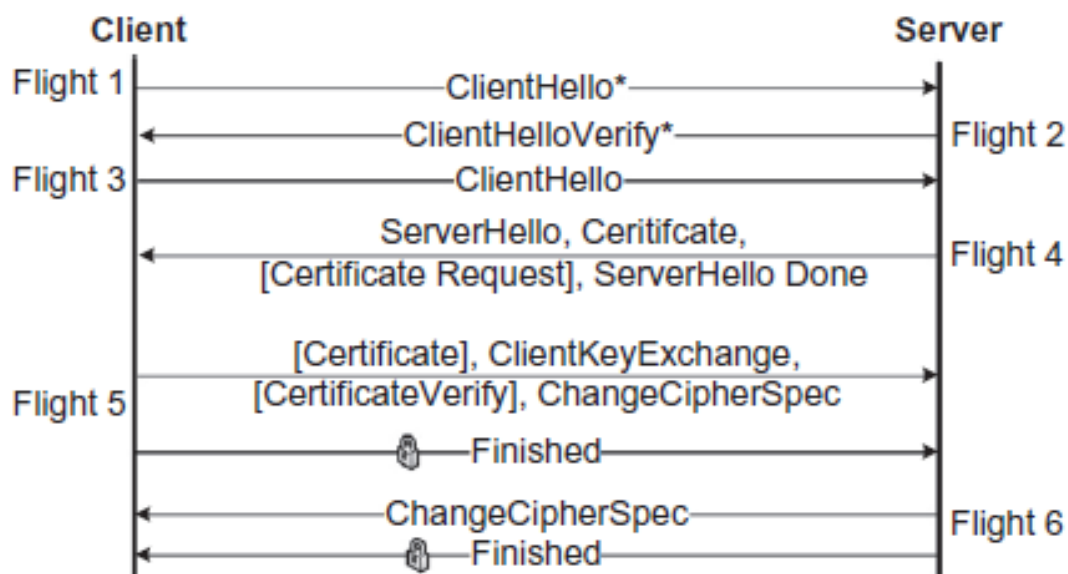 Client Server
Flight 1 ClientHello*
ClientHelloVerify* Flight 2
Flight 3 ClientHello
ServerHello, Ceritifcate,
[Certificate Request], ServerHello Done
Flight 4
[Certificate], ClientKeyExchange,
[CertificateVerify], ChangeCipherSpec
Flight 5
Finished
ChangeCipherSpec
Flight 6
Finished